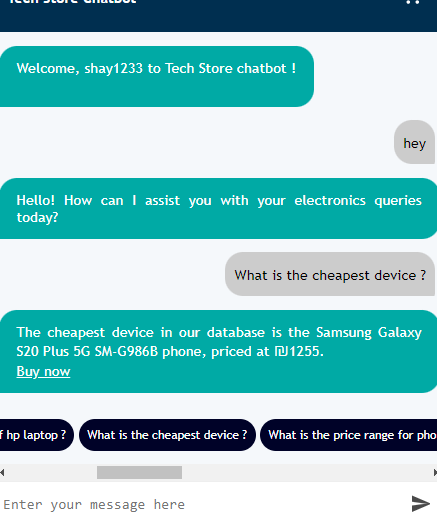 Tech Store Chatbot
Welcome, shay1233 to Tech Store chatbot !
hey
Hello! How can I assist you with your electronics queries
today?
What is the cheapest device ?
The cheapest device in our database is the Samsung Galaxy
S20 Plus 5G SM-G986B phone, priced at ₪1255.
Buy now
f hp laptop ? What is the cheapest device ? What is the price range for pho
Enter your message here